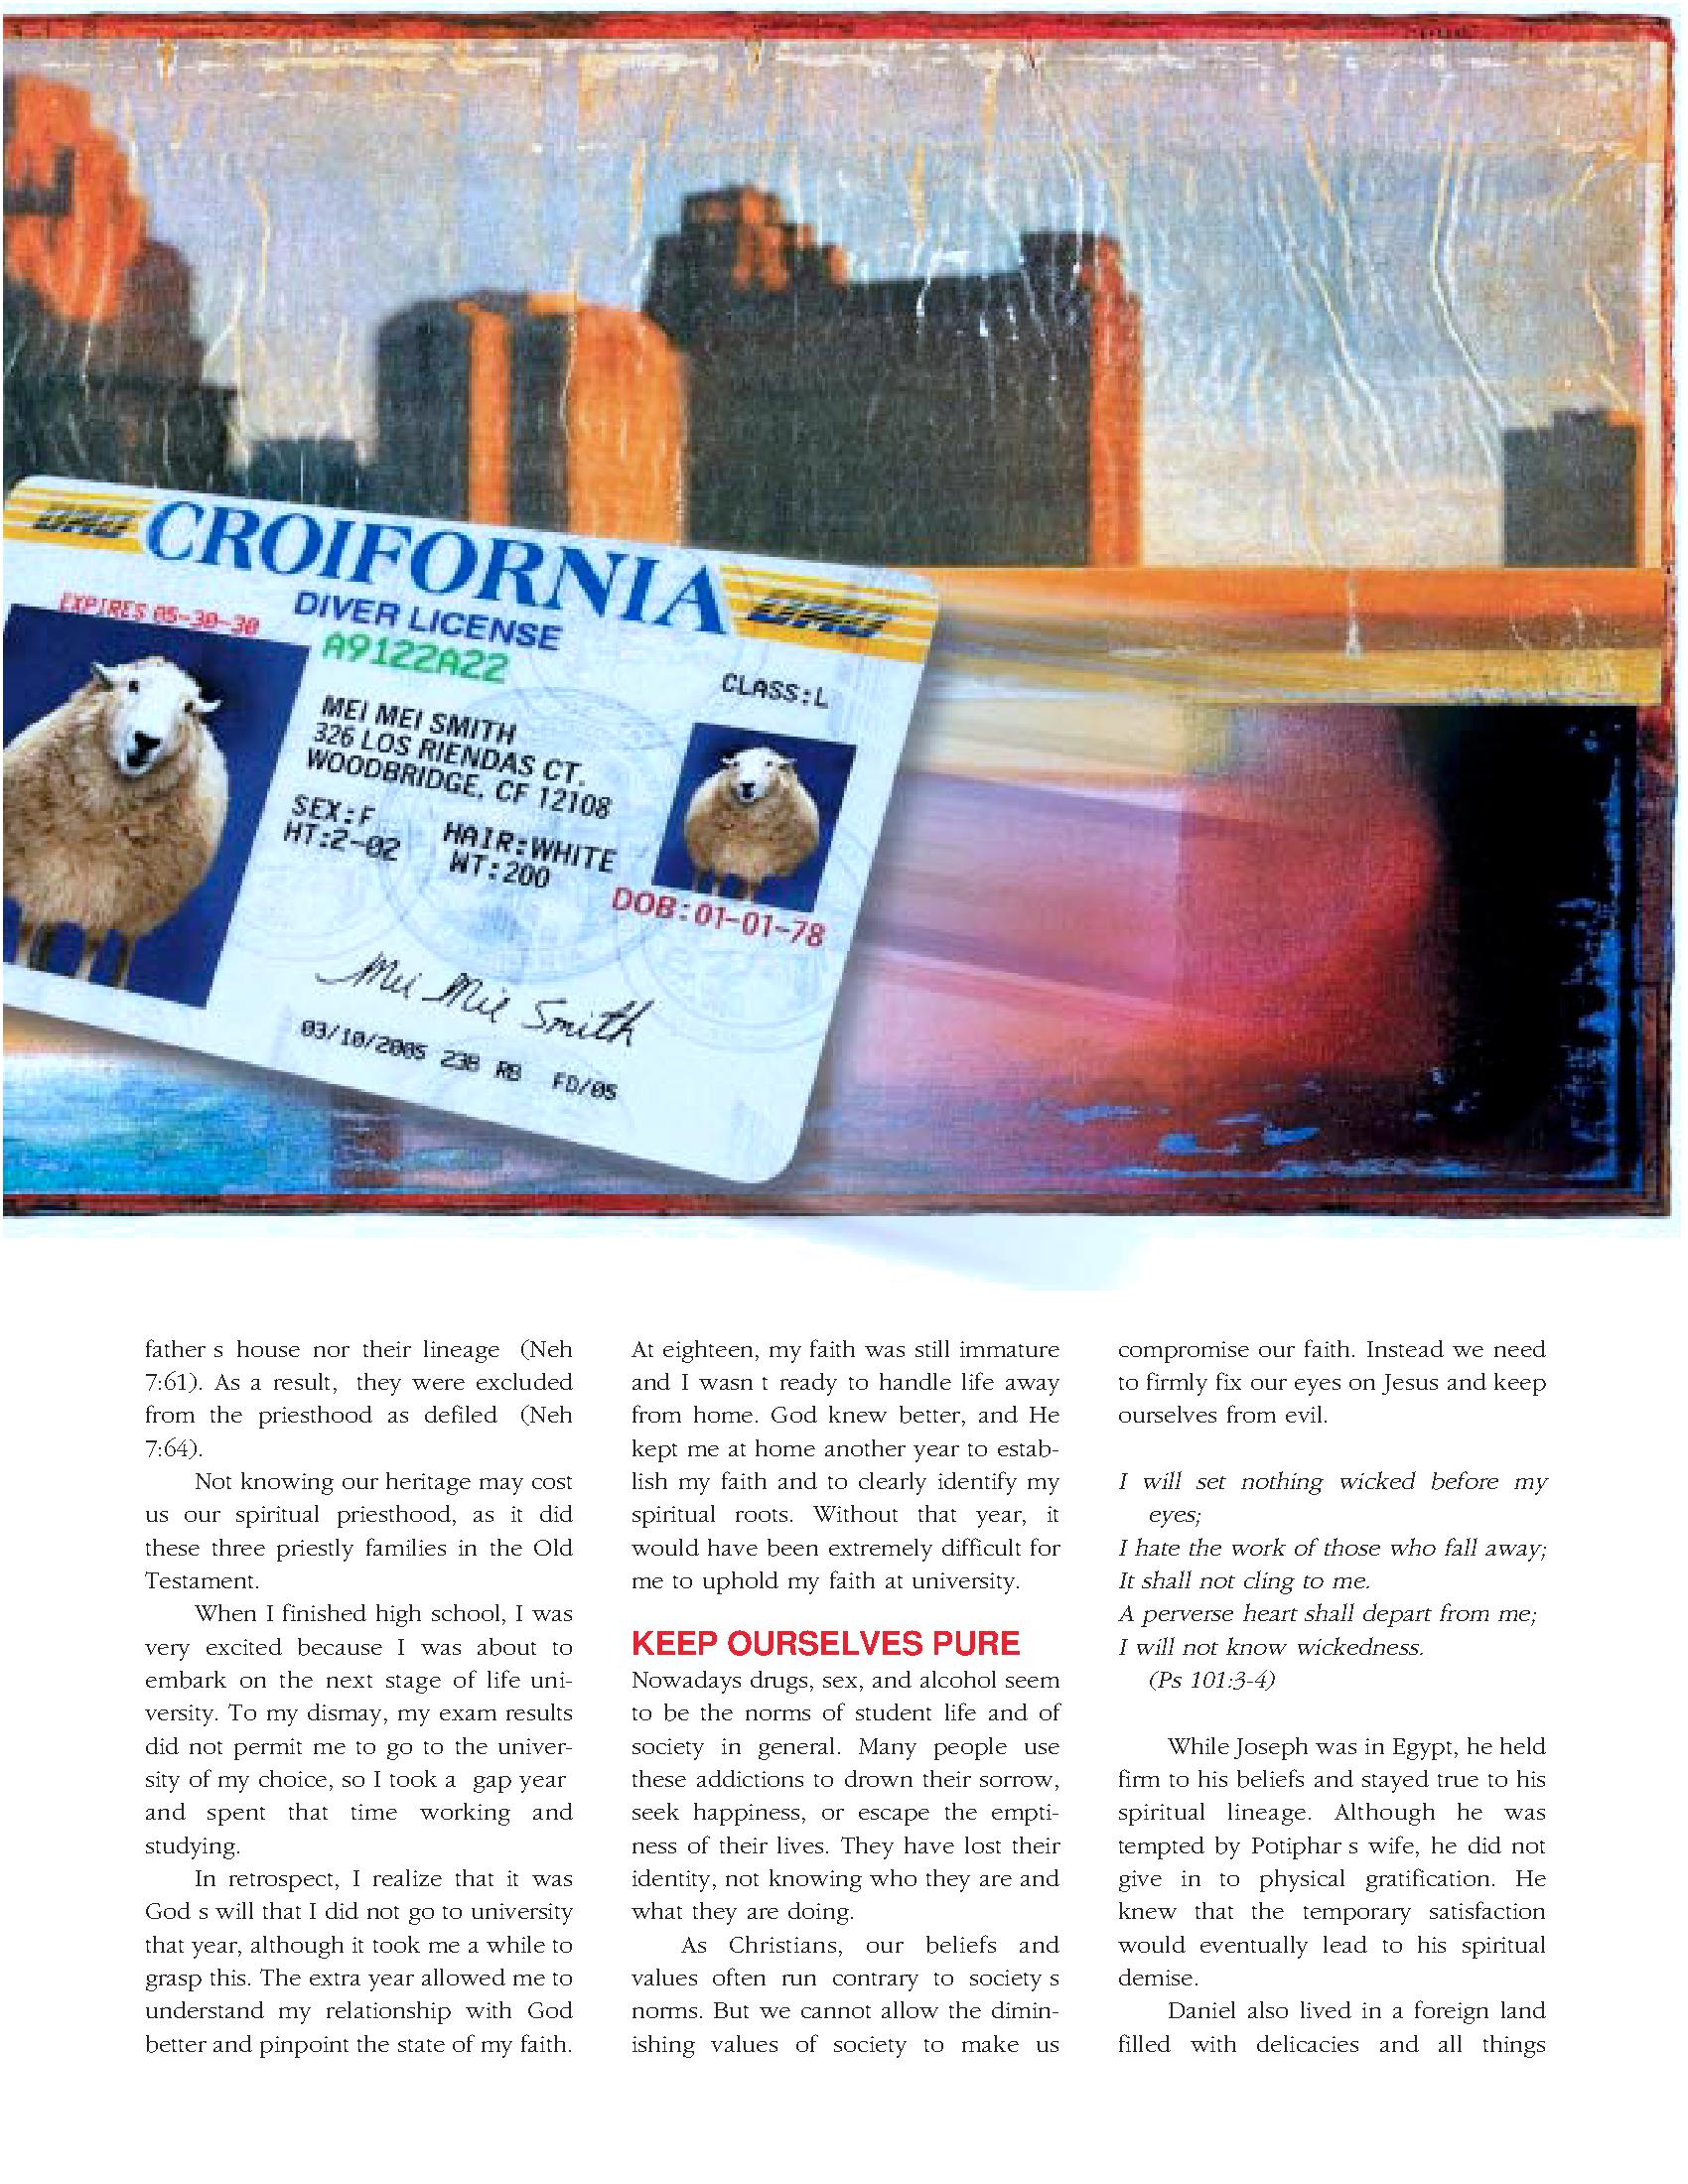 CROIFORNIA
DIVER LICENSE
EXPIRES 05-30-30
A9122A22
CLASS:L
MEI MEI SMITH
326 LOS RIENDAS CT.
WOODBRIDGE, CF 12108
SEX:F
HAIR:WHITE
HT:2-02
WT:200
DOB:01-01-78
Mei Mie Smith
03/10/2005 23B RB FD/05
father s house nor their lineage (Neh
7:61). As a result, they were excluded
from the priesthood as defiled (Neh
7:64).
Not knowing our heritage may cost
us our spiritual priesthood, as it did
these three priestly families in the Old
Testament.
When I finished high school, I was
very excited because I was about to
embark on the next stage of life uni-
versity. To my dismay, my exam results
did not permit me to go to the univer-
sity of my choice, so I took a gap year
and spent that time working and
studying.
In retrospect, I realize that it was
God s will that I did not go to university
that year, although it took me a while to
grasp this. The extra year allowed me to
understand my relationship with God
better and pinpoint the state of my faith.
At eighteen, my faith was still immature
and I wasn t ready to handle life away
from home. God knew better, and He
kept me at home another year to estab-
lish my faith and to clearly identify my
spiritual roots. Without that year, it
would have been extremely difficult for
me to uphold my faith at university.
KEEP OURSELVES PURE
Nowadays drugs, sex, and alcohol seem
to be the norms of student life and of
society in general. Many people use
these addictions to drown their sorrow,
seek happiness, or escape the empti-
ness of their lives. They have lost their
identity, not knowing who they are and
what they are doing.
As Christians, our beliefs and
values often run contrary to society s
norms. But we cannot allow the dimin-
ishing values of society to make us
compromise our faith. Instead we need
to firmly fix our eyes on Jesus and keep
ourselves from evil.
I will set nothing wicked before my
eyes;
I hate the work of those who fall away;
It shall not cling to me.
A perverse heart shall depart from me;
I will not know wickedness.
(Ps 101:3-4)
While Joseph was in Egypt, he held
firm to his beliefs and stayed true to his
spiritual lineage. Although he was
tempted by Potiphar s wife, he did not
give in to physical gratification. He
knew that the temporary satisfaction
would eventually lead to his spiritual
demise.
Daniel also lived in a foreign land
filled with delicacies and all things